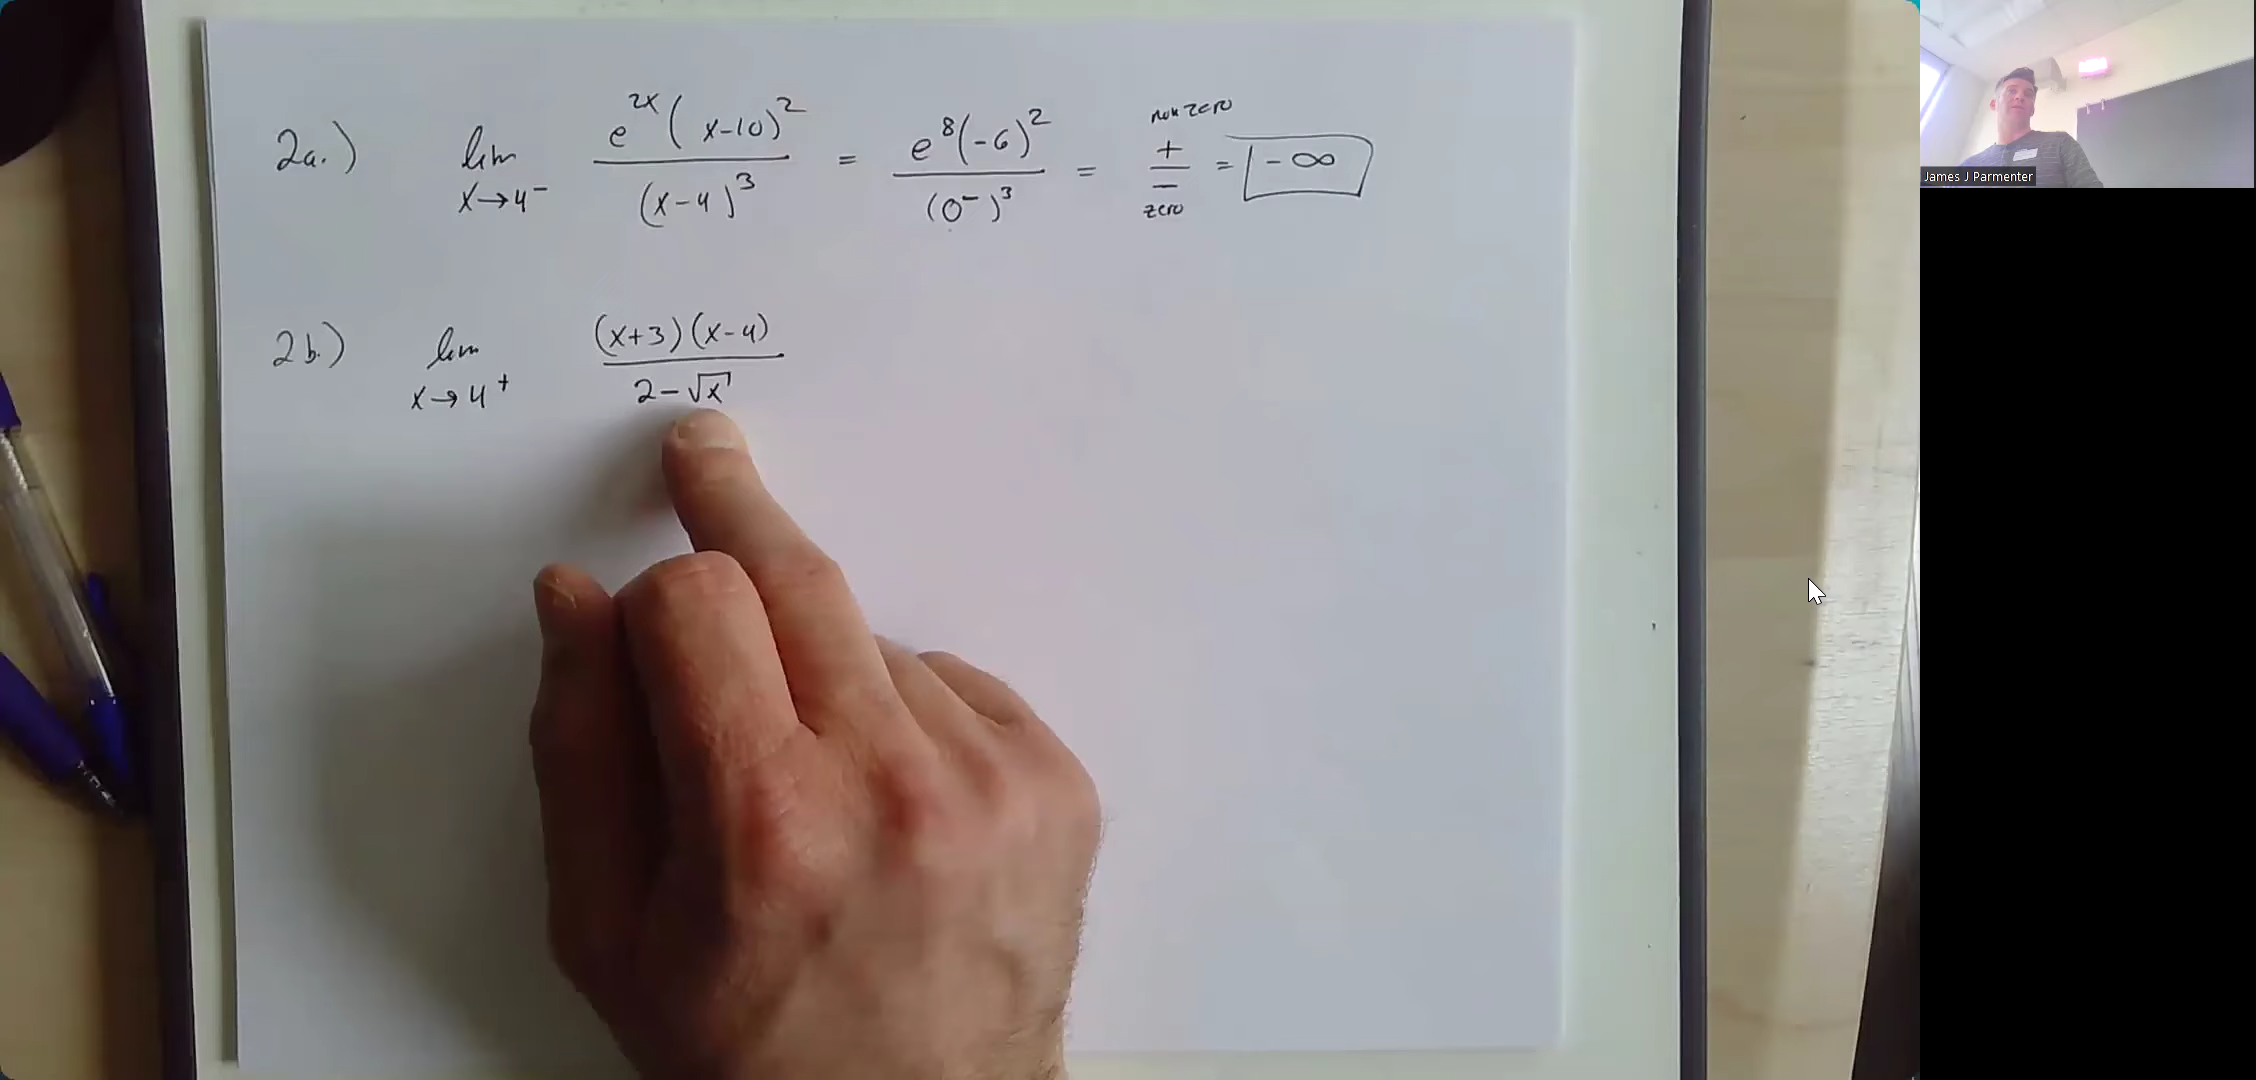 2a.) lim x→4⁻ e^{2x}(x-10)² / (x-4)³ = e⁸(-6)² / (0⁻)³ = non zero + / - zero = -∞
2b.) lim x→4⁺ (x+3)(x-4) / 2-√x
James J Parmenter